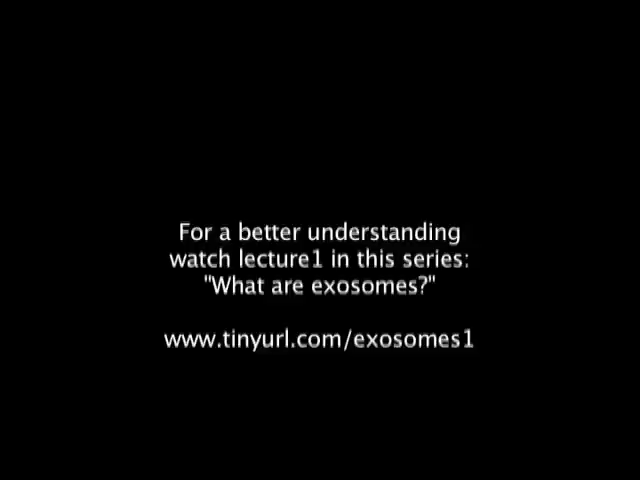 For a better understanding
watch lecture1 in this series:
"What are exosomes?"
www.tinyurl.com/exosomes1